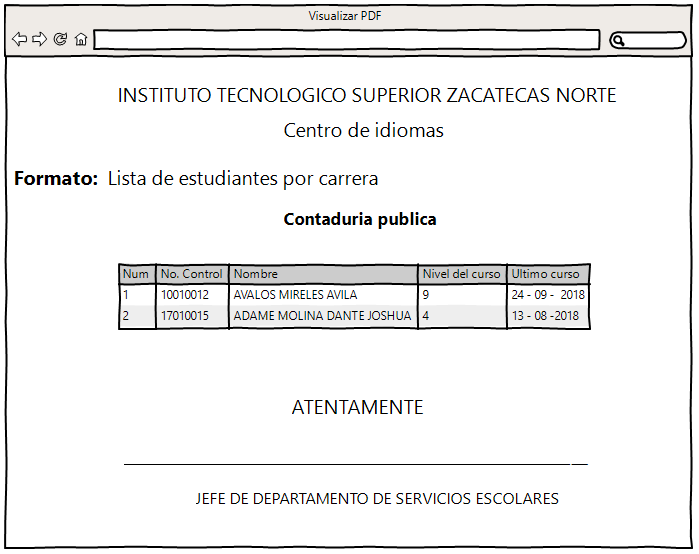 Visualizar PDF
INSTITUTO TECNOLOGICO SUPERIOR ZACATECAS NORTE
Centro de idiomas
Formato: Lista de estudiantes por carrera
Contaduria publica
Num No. Control Nombre Nivel del curso Ultimo curso
1 10010012 AVALOS MIRELES AVILA 9 24 - 09 - 2018
2 17010015 ADAME MOLINA DANTE JOSHUA 4 13 - 08 -2018
ATENTAMENTE
JEFE DE DEPARTAMENTO DE SERVICIOS ESCOLARES